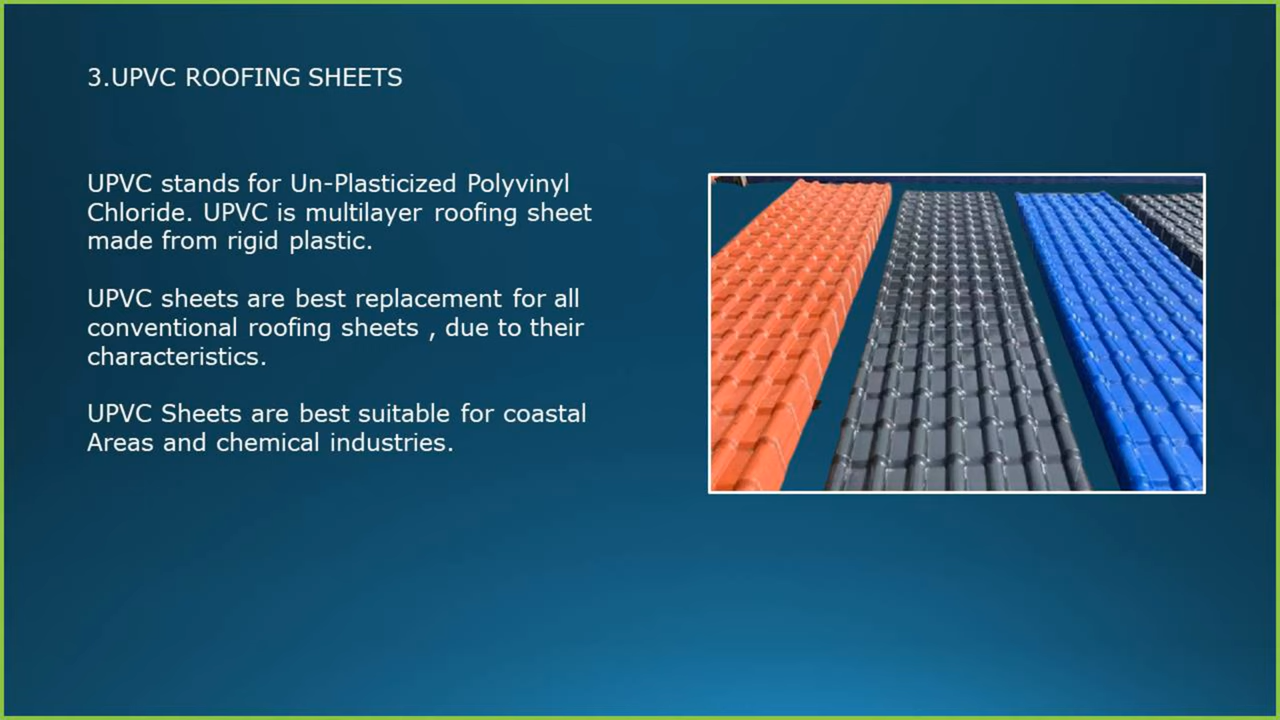 3.UPVC ROOFING SHEETS
UPVC stands for Un-Plasticized Polyvinyl
Chloride. UPVC is multilayer roofing sheet
made from rigid plastic.
UPVC sheets are best replacement for all
conventional roofing sheets , due to their
characteristics.
UPVC Sheets are best suitable for coastal
Areas and chemical industries.